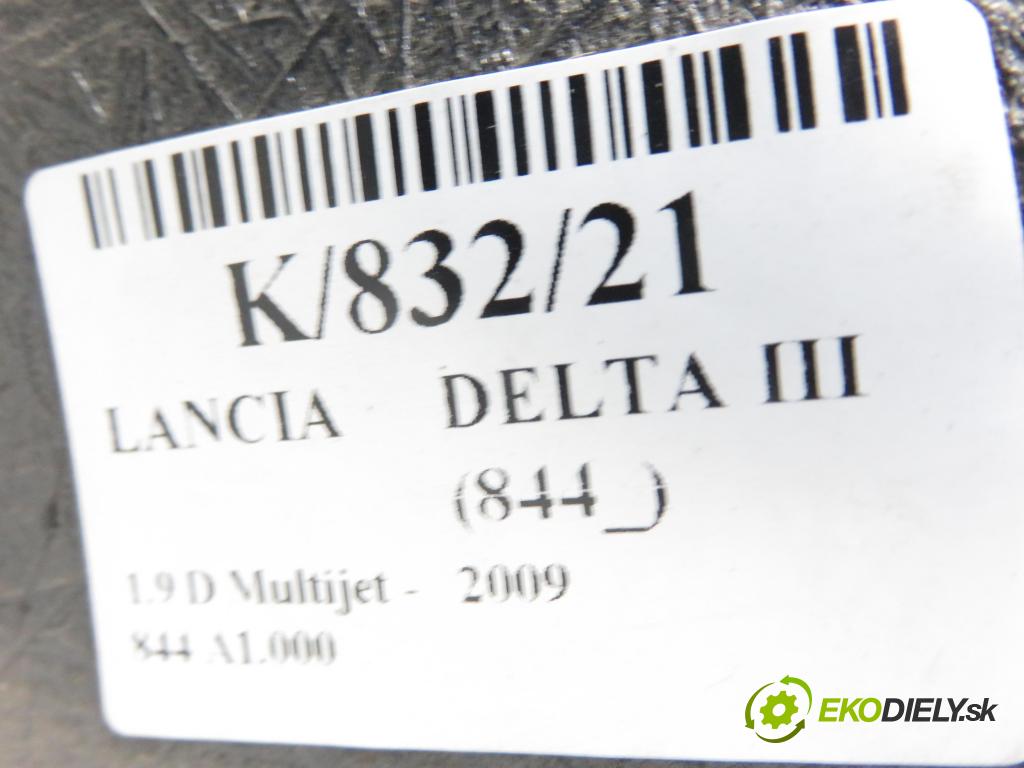 K/832/21
LANCIA DELTA III
(844_)
1.9 D Multijet - 2009
844 A1.000
EKODIELY.sk